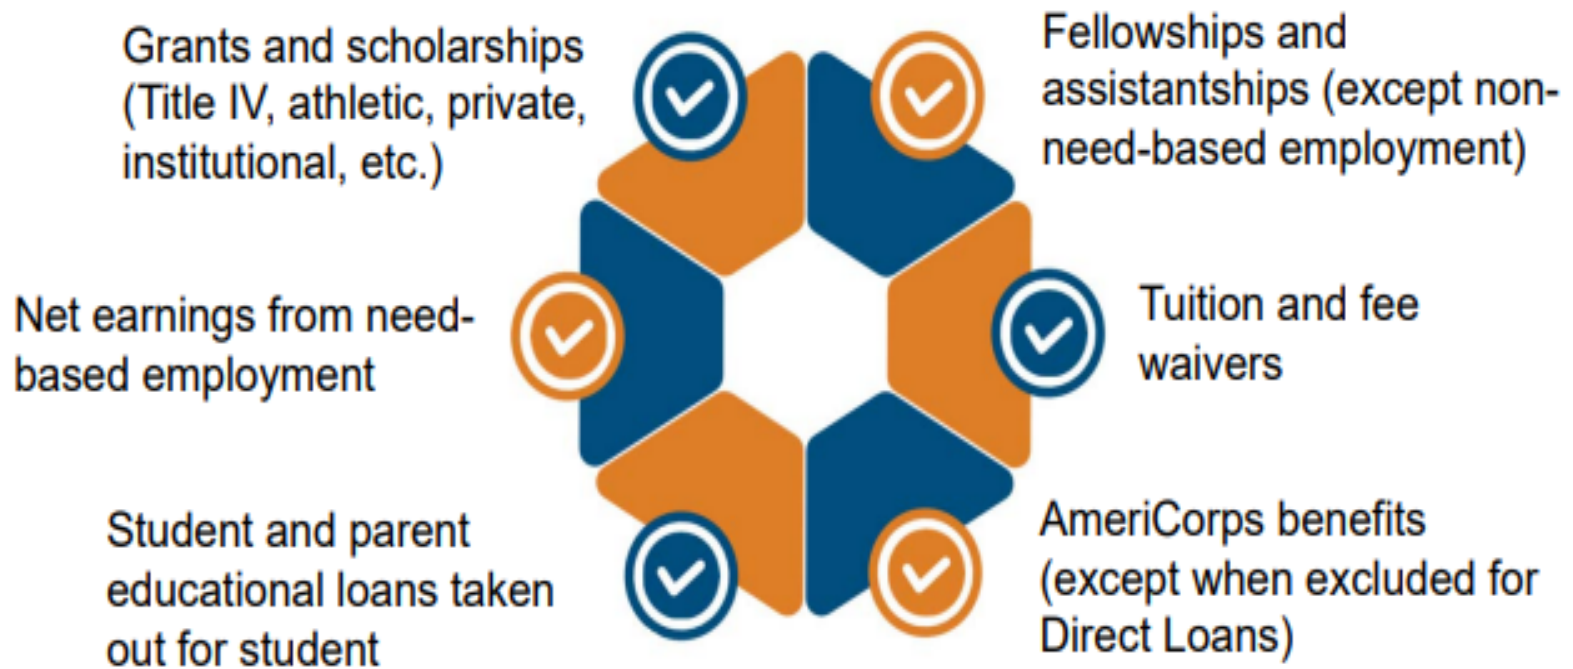 Grants and scholarships
(Title IV, athletic, private,
institutional, etc.)
Fellowships and
assistantships (except non-
need-based employment)
Net earnings from need-
based employment
Tuition and fee
waivers
Student and parent
educational loans taken
out for student
AmeriCorps benefits
(except when excluded for
Direct Loans)